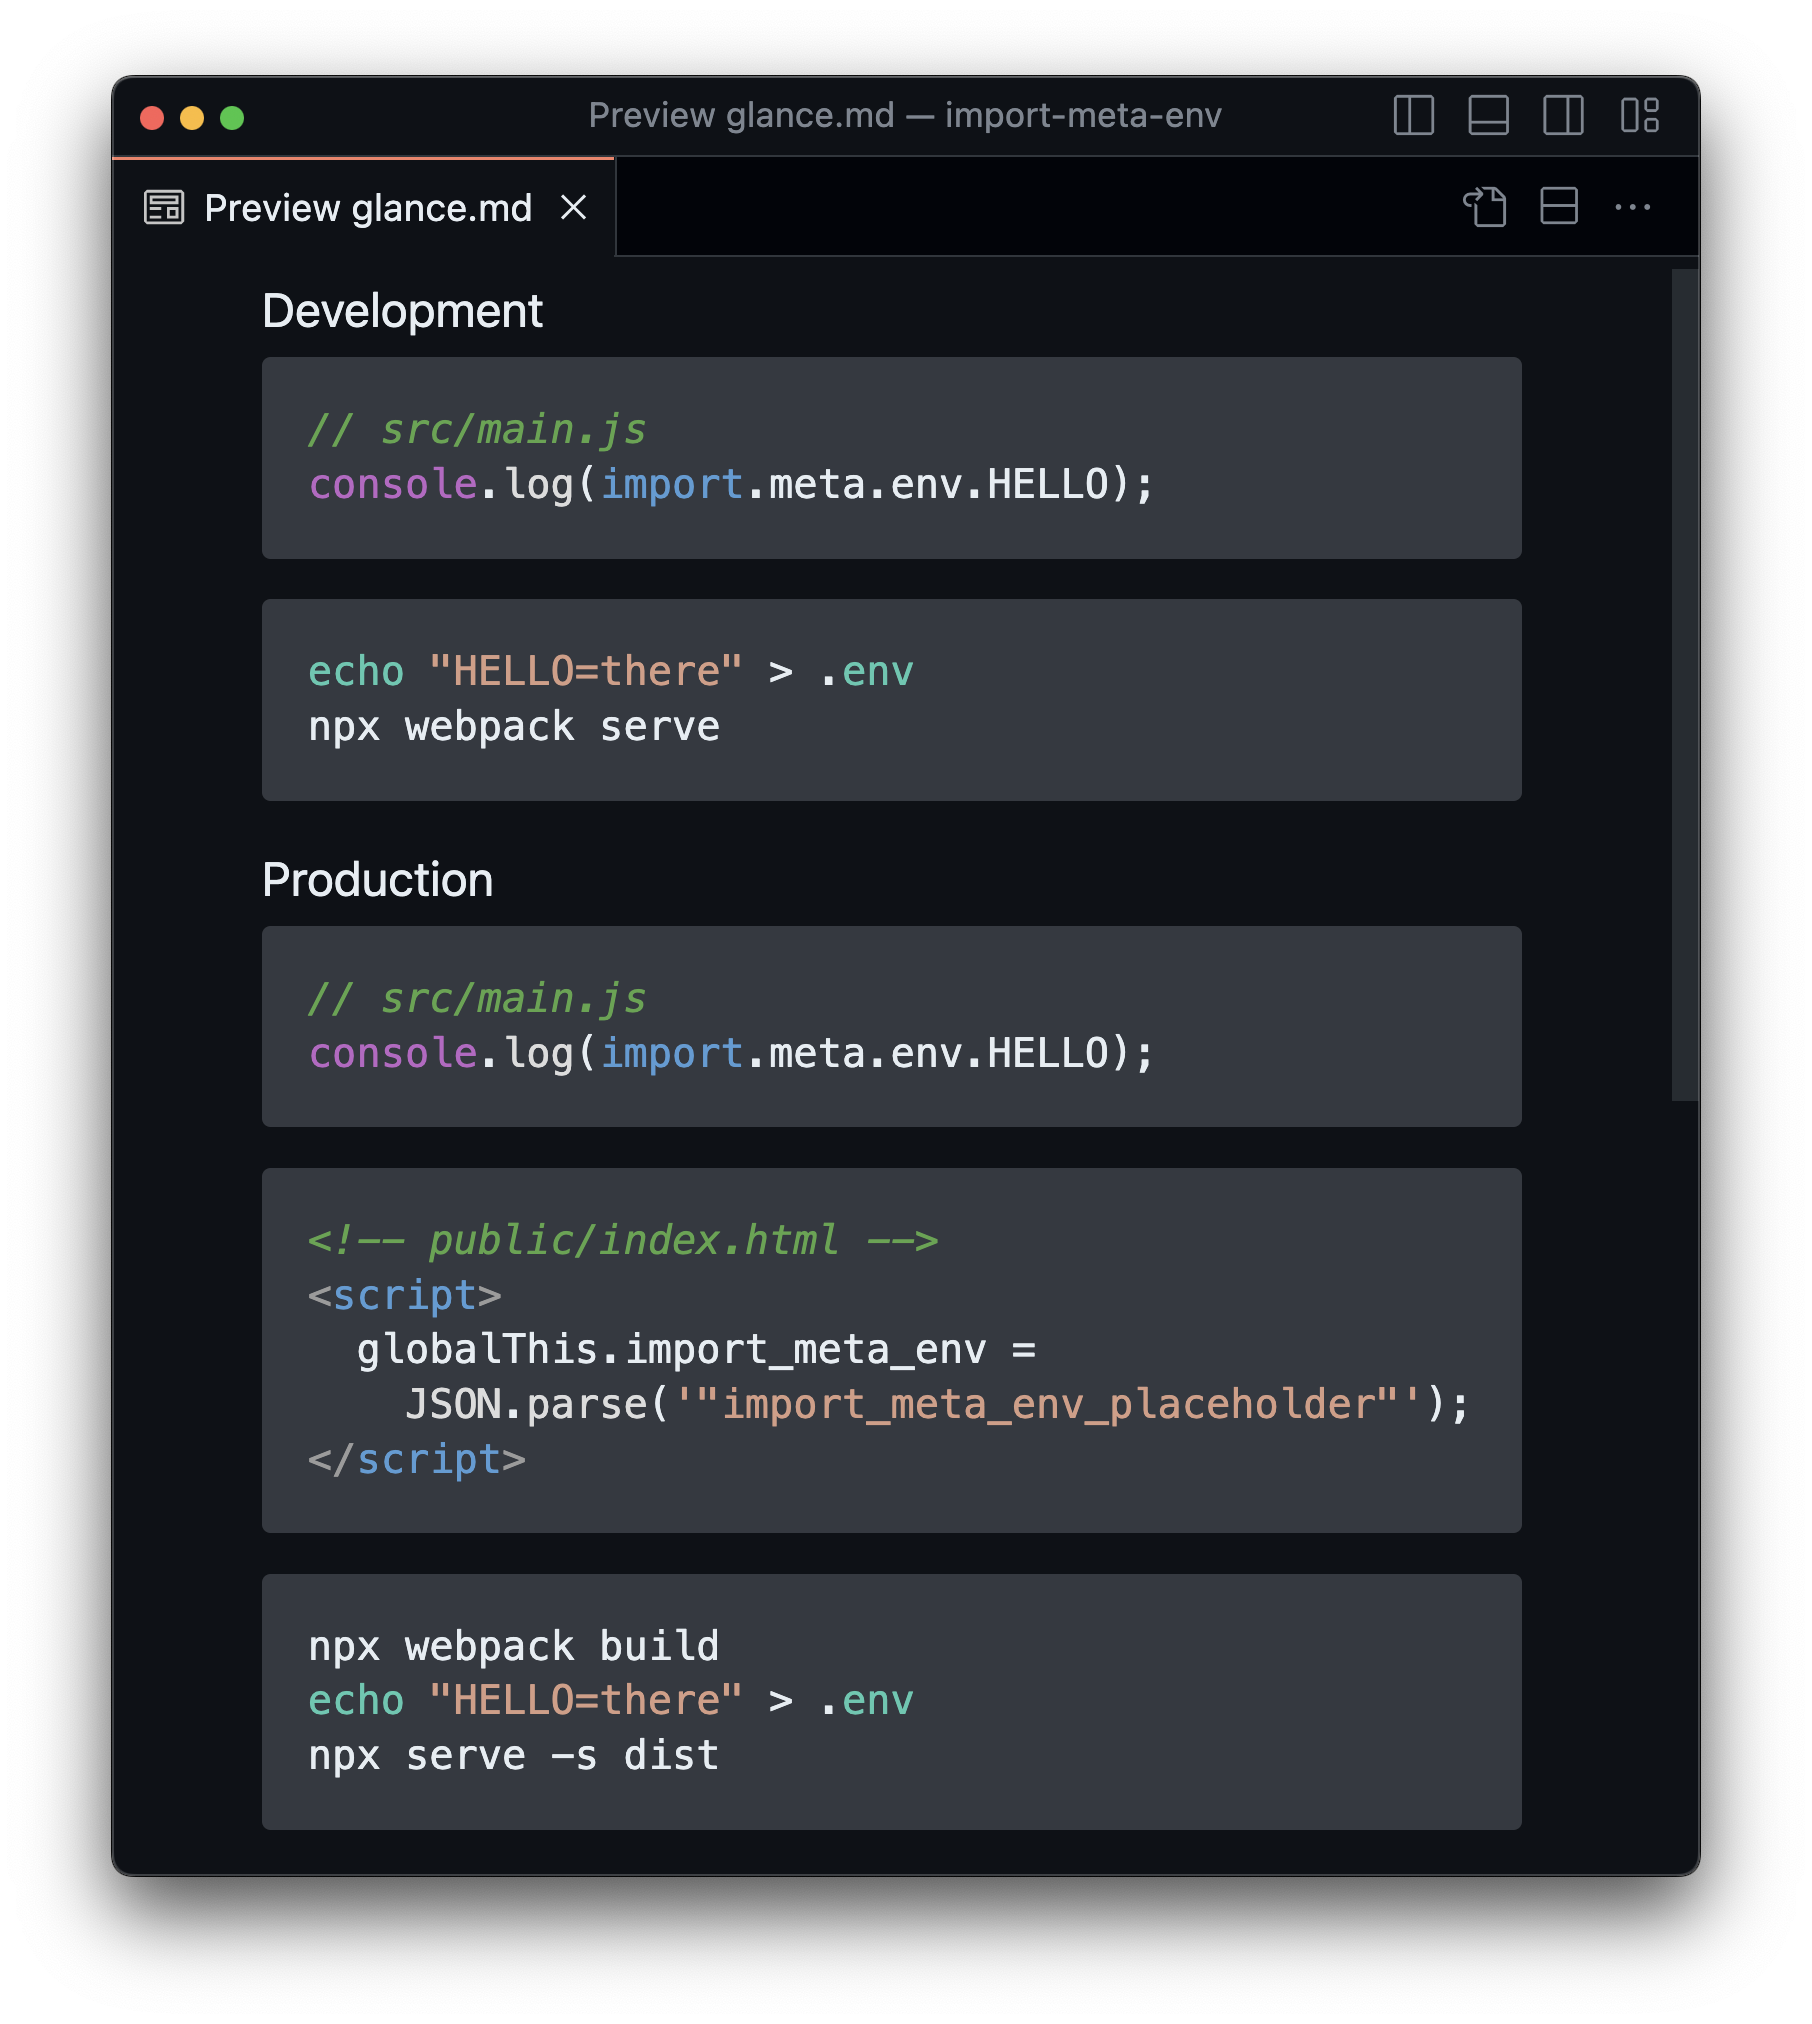 Preview glance.md — import-meta-env
Preview glance.md
Development
// src/main.js
console.log(import.meta.env.HELLO);
echo "HELLO=there" > .env
npx webpack serve
Production
// src/main.js
console.log(import.meta.env.HELLO);
<!-- public/index.html -->
<script>
  globalThis.import_meta_env =
    JSON.parse('"import_meta_env_placeholder"');
</script>
npx webpack build
echo "HELLO=there" > .env
npx serve -s dist